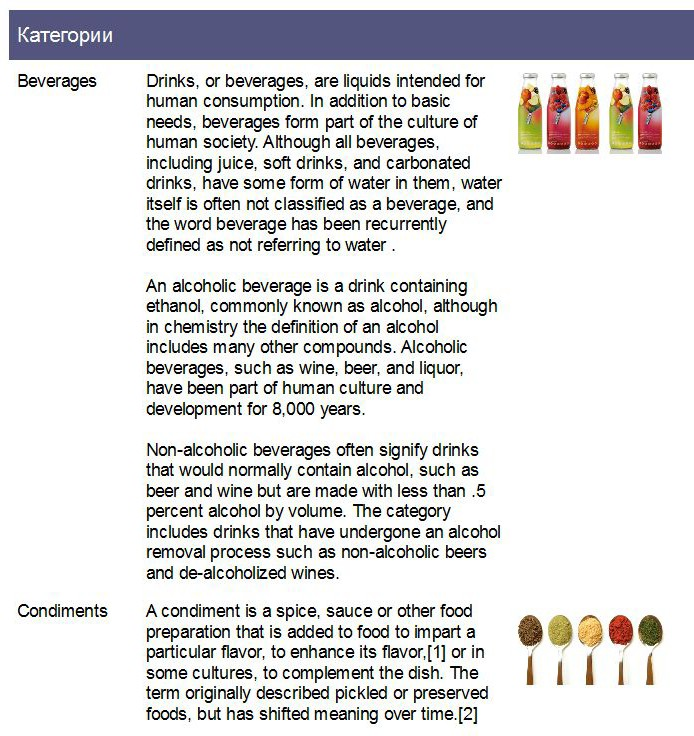 Категории
Beverages
Drinks, or beverages, are liquids intended for
human consumption. In addition to basic
needs, beverages form part of the culture of
human society. Although all beverages,
including juice, soft drinks, and carbonated
drinks, have some form of water in them, water
itself is often not classified as a beverage, and
the word beverage has been recurrently
defined as not referring to water .
An alcoholic beverage is a drink containing
ethanol, commonly known as alcohol, although
in chemistry the definition of an alcohol
includes many other compounds. Alcoholic
beverages, such as wine, beer, and liquor,
have been part of human culture and
development for 8,000 years.
Non-alcoholic beverages often signify drinks
that would normally contain alcohol, such as
beer and wine but are made with less than .5
percent alcohol by volume. The category
includes drinks that have undergone an alcohol
removal process such as non-alcoholic beers
and de-alcoholized wines.
Condiments
A condiment is a spice, sauce or other food
preparation that is added to food to impart a
particular flavor, to enhance its flavor,[1] or in
some cultures, to complement the dish. The
term originally described pickled or preserved
foods, but has shifted meaning over time.[2]